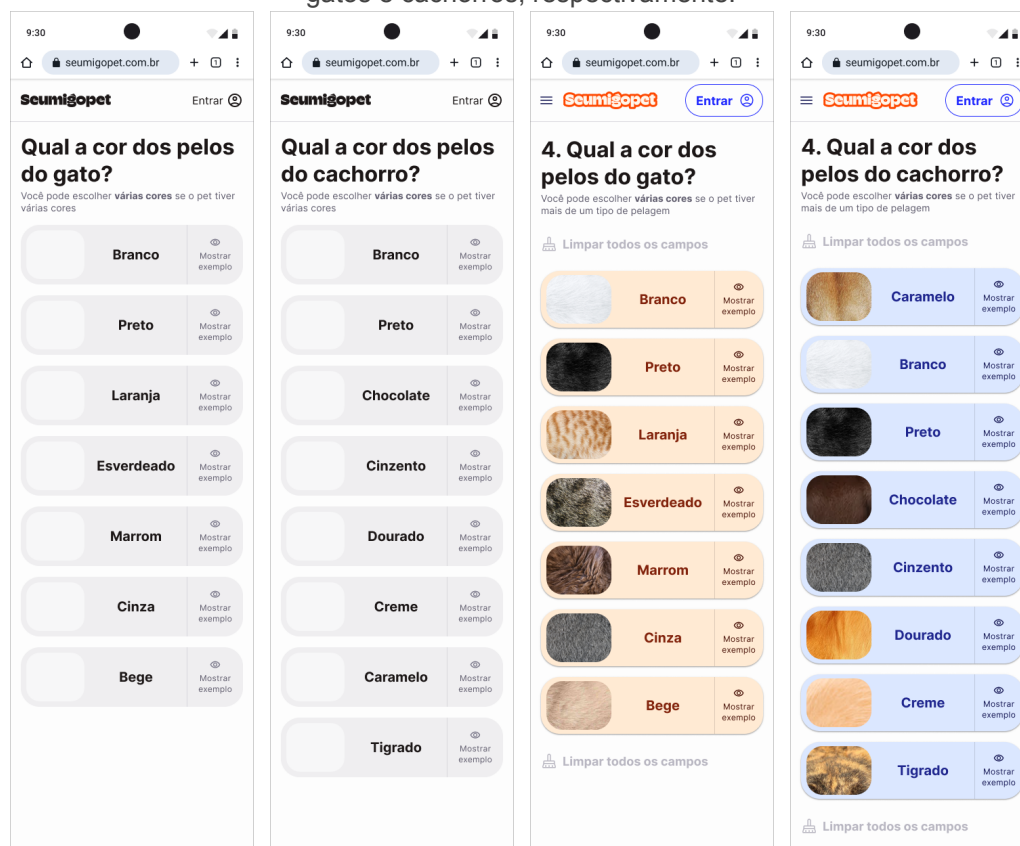 gatos e cachorros, respectivamente.
9:30
seumigopet.com.br
1
Seumigopet
Entrar
Qual a cor dos pelos
do gato?
Você pode escolher várias cores se o pet tiver
várias cores
Branco
Mostrar
exemplo
Preto
Mostrar
exemplo
Laranja
Mostrar
exemplo
Esverdeado
Mostrar
exemplo
Marrom
Mostrar
exemplo
Cinza
Mostrar
exemplo
Bege
Mostrar
exemplo
9:30
seumigopet.com.br
1
Seumigopet
Entrar
Qual a cor dos pelos
do cachorro?
Você pode escolher várias cores se o pet tiver
várias cores
Branco
Mostrar
exemplo
Preto
Mostrar
exemplo
Chocolate
Mostrar
exemplo
Cinzento
Mostrar
exemplo
Dourado
Mostrar
exemplo
Creme
Mostrar
exemplo
Caramelo
Mostrar
exemplo
Tigrado
Mostrar
exemplo
9:30
seumigopet.com.br
1
Seumigopet
Entrar
4. Qual a cor dos
pelos do gato?
Você pode escolher várias cores se o pet tiver
mais de um tipo de pelagem
Limpar todos os campos
Branco
Mostrar
exemplo
Preto
Mostrar
exemplo
Laranja
Mostrar
exemplo
Esverdeado
Mostrar
exemplo
Marrom
Mostrar
exemplo
Cinza
Mostrar
exemplo
Bege
Mostrar
exemplo
Limpar todos os campos
9:30
seumigopet.com.br
1
Seumigopet
Entrar
4. Qual a cor dos
pelos do cachorro?
Você pode escolher várias cores se o pet tiver
mais de um tipo de pelagem
Limpar todos os campos
Caramelo
Mostrar
exemplo
Branco
Mostrar
exemplo
Preto
Mostrar
exemplo
Chocolate
Mostrar
exemplo
Cinzento
Mostrar
exemplo
Dourado
Mostrar
exemplo
Creme
Mostrar
exemplo
Tigrado
Mostrar
exemplo
Limpar todos os campos